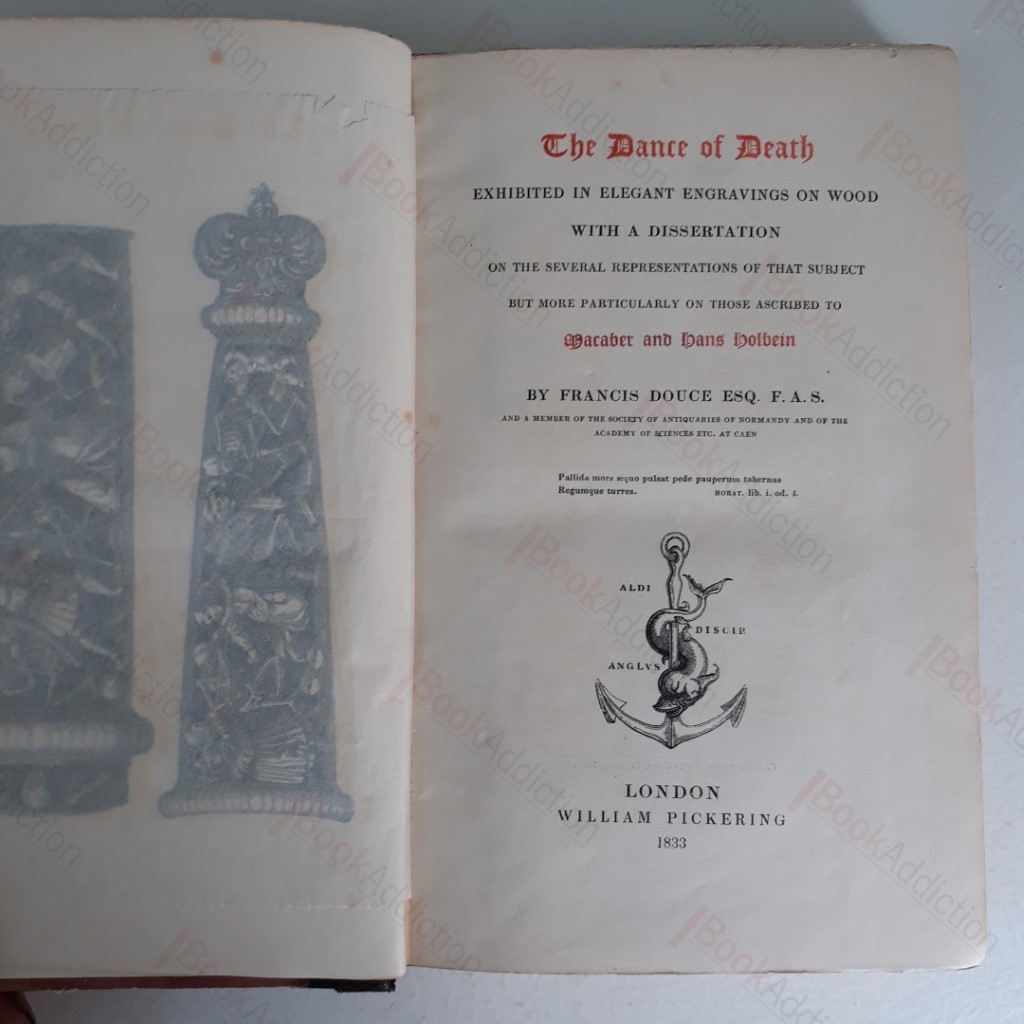 The Dance of Death
EXHIBITED IN ELEGANT ENGRAVINGS ON WOOD
WITH A DISSERTATION
ON THE SEVERAL REPRESENTATIONS OF THAT SUBJECT
BUT MORE PARTICULARLY ON THOSE ASCRIBED TO
Macaber and Hans Holbein
BY FRANCIS DOUCE ESQ. F. A. S.
AND A MEMBER OF THE SOCIETY OF ANTIQUARIES OF NORMANDY AND OF THE
ACADEMY OF SCIENCES ETC. AT CAEN
Pallida mors æquo pulsat pede pauperum tabernas
Regumque turres. HORAT. lib. i. od. 4.
ALDI
DISCIP.
ANGLVS
LONDON
WILLIAM PICKERING
1833
BookAddiction